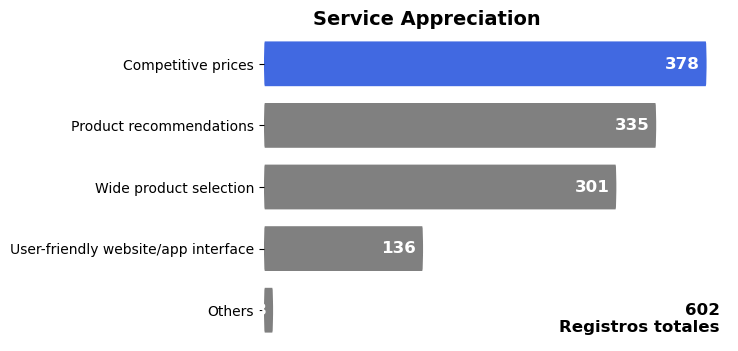 Service Appreciation
Competitive prices
378
Product recommendations
335
Wide product selection
301
User-friendly website/app interface
136
Others
602
Registros totales